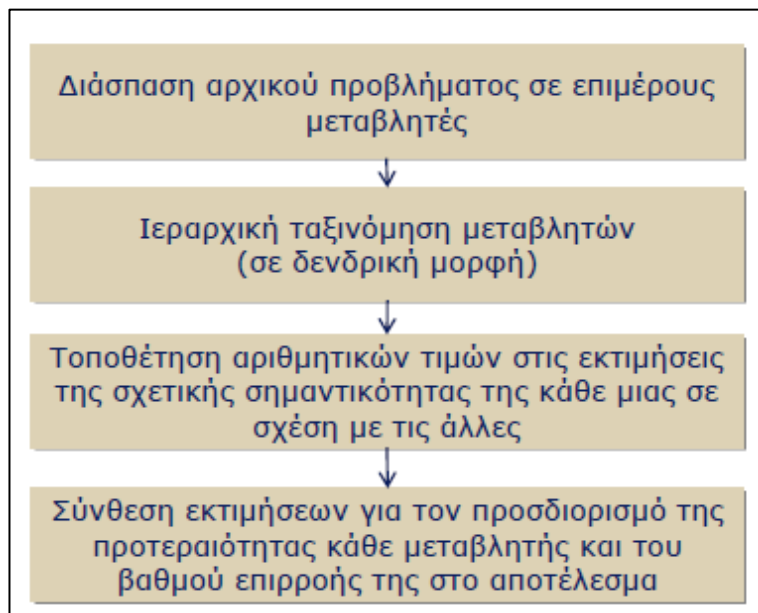 Διάσπαση αρχικού προβλήματος σε επιμέρους
μεταβλητές
Ιεραρχική ταξινόμηση μεταβλητών
(σε δενδρική μορφή)
Τοποθέτηση αριθμητικών τιμών στις εκτιμήσεις
της σχετικής σημαντικότητας της κάθε μιας σε
σχέση με τις άλλες
Σύνθεση εκτιμήσεων για τον προσδιορισμό της
προτεραιότητας κάθε μεταβλητής και του
βαθμού επιρροής της στο αποτέλεσμα